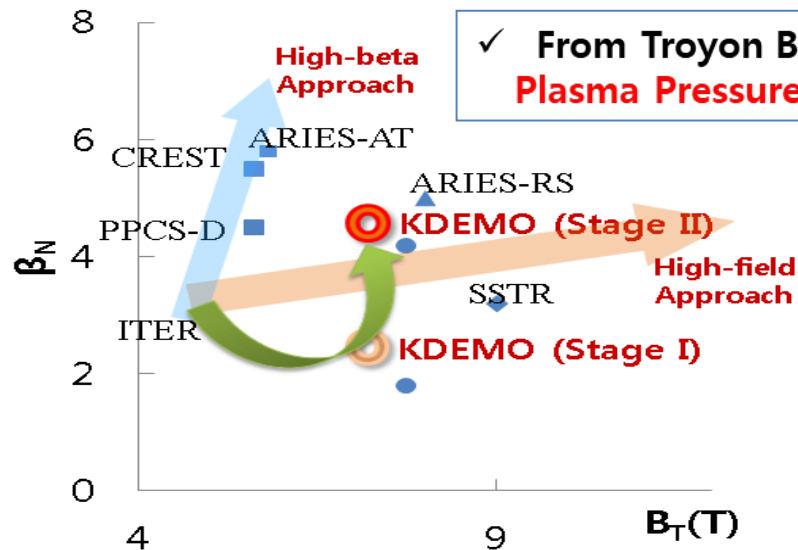 8
High-beta
Approach
✓ From Troyon B
Plasma Pressure
6
ARIES-AT
CREST
ARIES-RS
PPCS-D
KDEMO (Stage II)
4
βN
High-field
Approach
SSTR
ITER
KDEMO (Stage I)
2
0
4
9
BT(T)